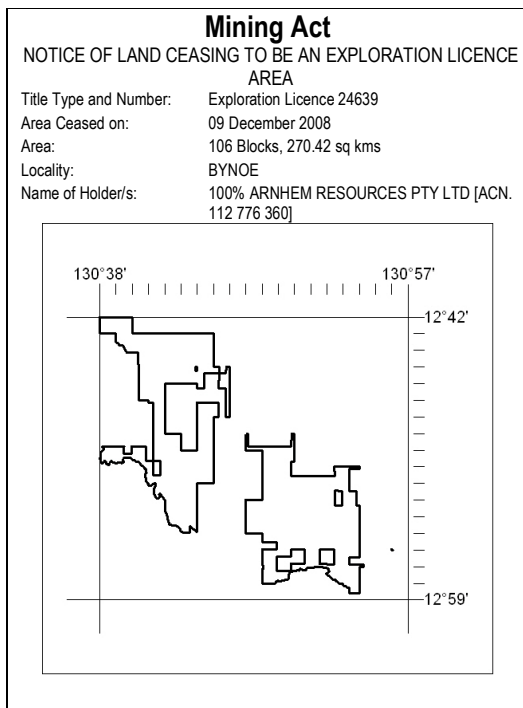 Mining Act
NOTICE OF LAND CEASING TO BE AN EXPLORATION LICENCE
AREA
Title Type and Number: Exploration Licence 24639
Area Ceased on: 09 December 2008
Area: 106 Blocks, 270.42 sq kms
Locality: BYNOE
Name of Holder/s: 100% ARNHEM RESOURCES PTY LTD [ACN.
112 776 360]
130°38' 130°57'
12°42'
12°59'